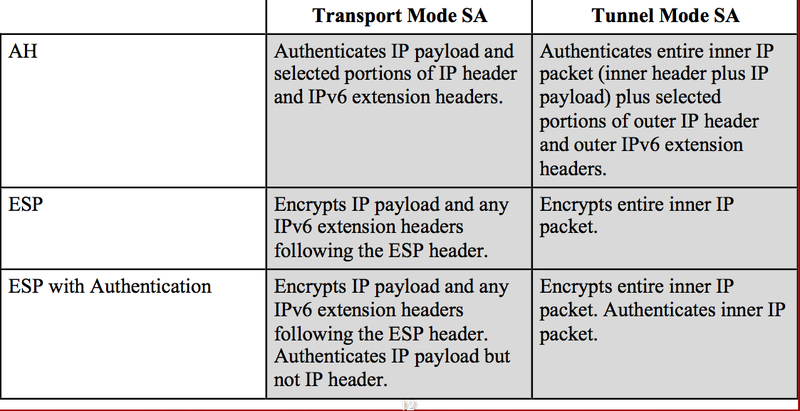 Transport Mode SA
Tunnel Mode SA
AH
Authenticates IP payload and
selected portions of IP header
and IPv6 extension headers.
Authenticates entire inner IP
packet (inner header plus IP
payload) plus selected
portions of outer IP header
and outer IPv6 extension
headers.
ESP
Encrypts IP payload and any
IPv6 extension headers
following the ESP header.
Encrypts entire inner IP
packet.
ESP with Authentication
Encrypts IP payload and any
IPv6 extension headers
following the ESP header.
Authenticates IP payload but
not IP header.
Encrypts entire inner IP
packet. Authenticates inner IP
packet.
12